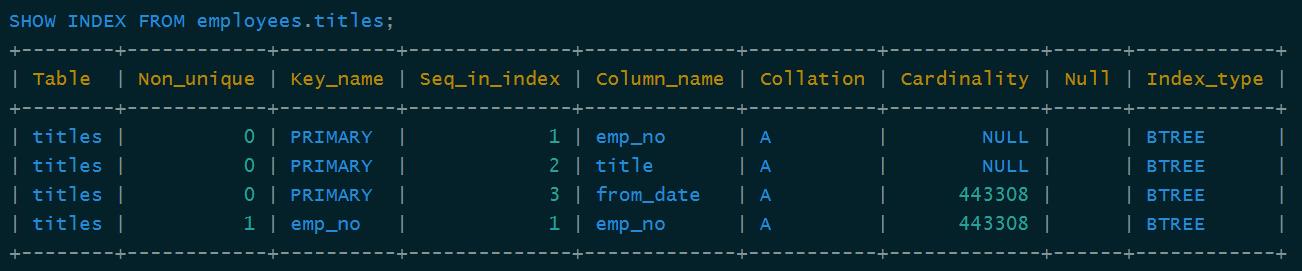 SHOW INDEX FROM employees.titles;
+--------+------------+----------+--------------+-------------+-----------+-------------+------+------------+
| Table  | Non_unique | Key_name | Seq_in_index | Column_name | Collation | Cardinality | Null | Index_type |
+--------+------------+----------+--------------+-------------+-----------+-------------+------+------------+
| titles |          0 | PRIMARY  |            1 | emp_no      | A         |        NULL |      | BTREE      |
| titles |          0 | PRIMARY  |            2 | title       | A         |        NULL |      | BTREE      |
| titles |          0 | PRIMARY  |            3 | from_date   | A         |      443308 |      | BTREE      |
| titles |          1 | emp_no   |            1 | emp_no      | A         |      443308 |      | BTREE      |
+--------+------------+----------+--------------+-------------+-----------+-------------+------+------------+